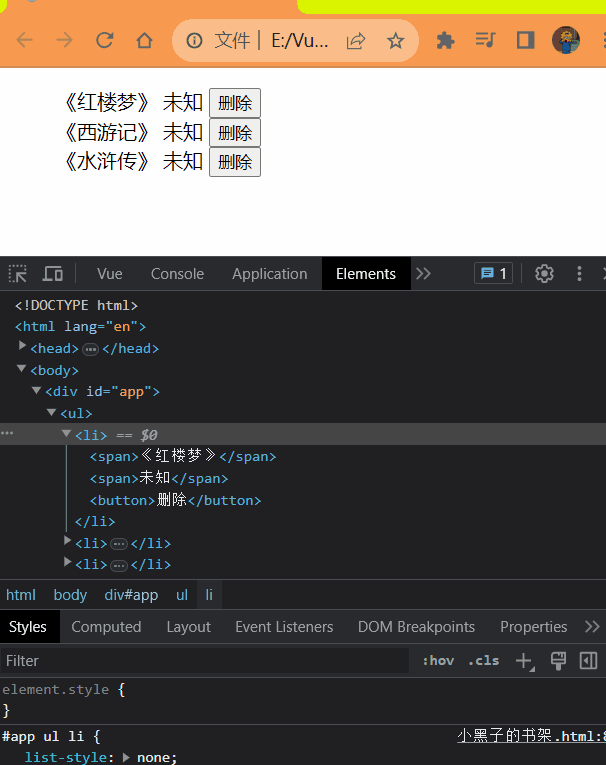 文件 | E:/Vu...
《红楼梦》 未知 删除
《西游记》 未知 删除
《水浒传》 未知 删除
Vue Console Application Elements 1
<!DOCTYPE html>
<html lang="en">
<head>···</head>
<body>
<div id="app">
<ul>
··· <li> == $0
<span>《红楼梦》</span>
<span>未知</span>
<button>删除</button>
</li>
<li>···</li>
<li>···</li>
html body div#app ul li
Styles Computed Layout Event Listeners DOM Breakpoints Properties
Filter :hov .cls
element.style {
}
#app ul li { 小黑子的书架.html:8
list-style: none;